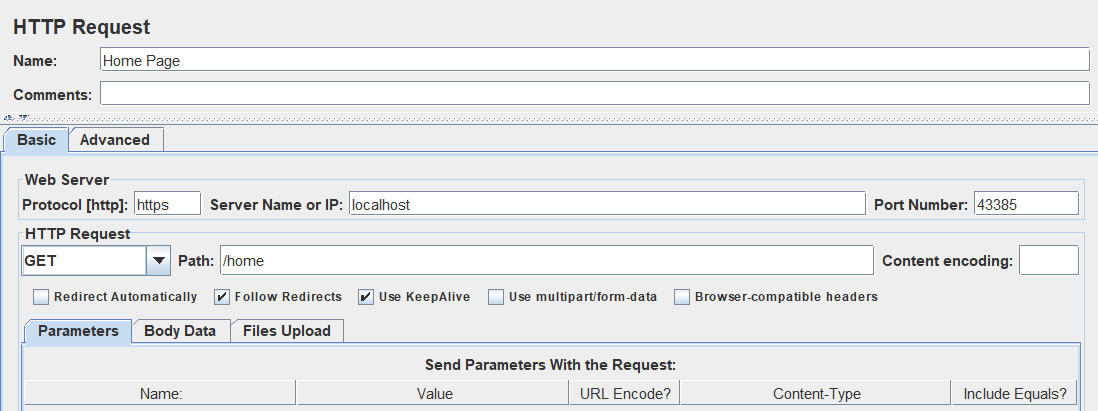 HTTP Request
Name: Home Page
Comments:
Basic Advanced
Web Server
Protocol [http]: https Server Name or IP: localhost Port Number: 43385
HTTP Request
GET Path: /home Content encoding:
Redirect Automatically Follow Redirects Use KeepAlive Use multipart/form-data Browser-compatible headers
Parameters Body Data Files Upload
Send Parameters With the Request:
Name: Value URL Encode? Content-Type Include Equals?